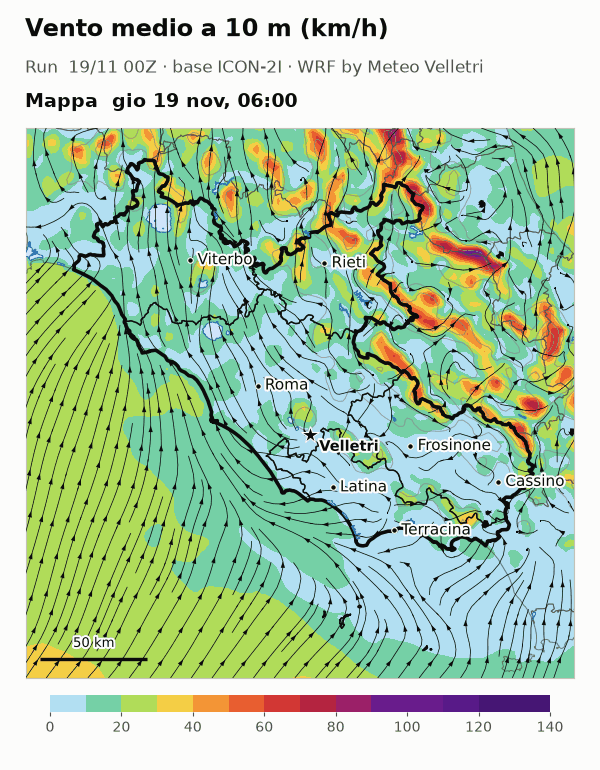 Vento medio a 10 m (km/h)
Run 19/11 00Z · base ICON-2I · WRF by Meteo Velletri
Mappa gio 19 nov, 06:00
Viterbo
Rieti
Roma
Velletri
Frosinone
Cassino
Latina
Terracina
50 km
0 20 40 60 80 100 120 140